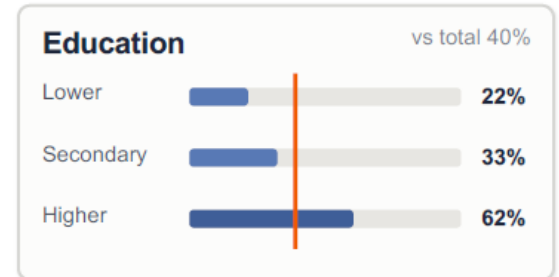 Education vs total 40%
Lower 22%
Secondary 33%
Higher 62%